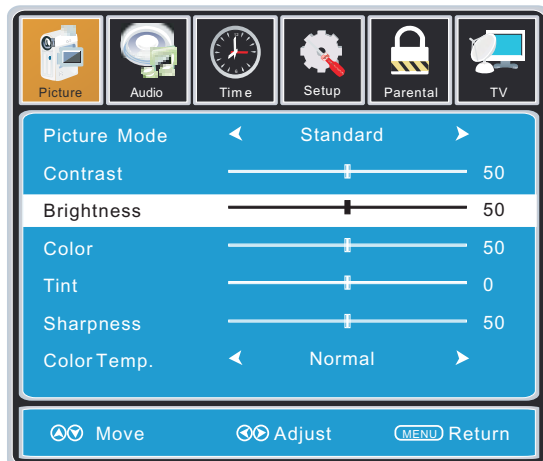 Picture Audio Time Setup Parental TV
Picture Mode Standard
Contrast 50
Brightness 50
Color 50
Tint 0
Sharpness 50
Color Temp. Normal
Move Adjust MENU Return